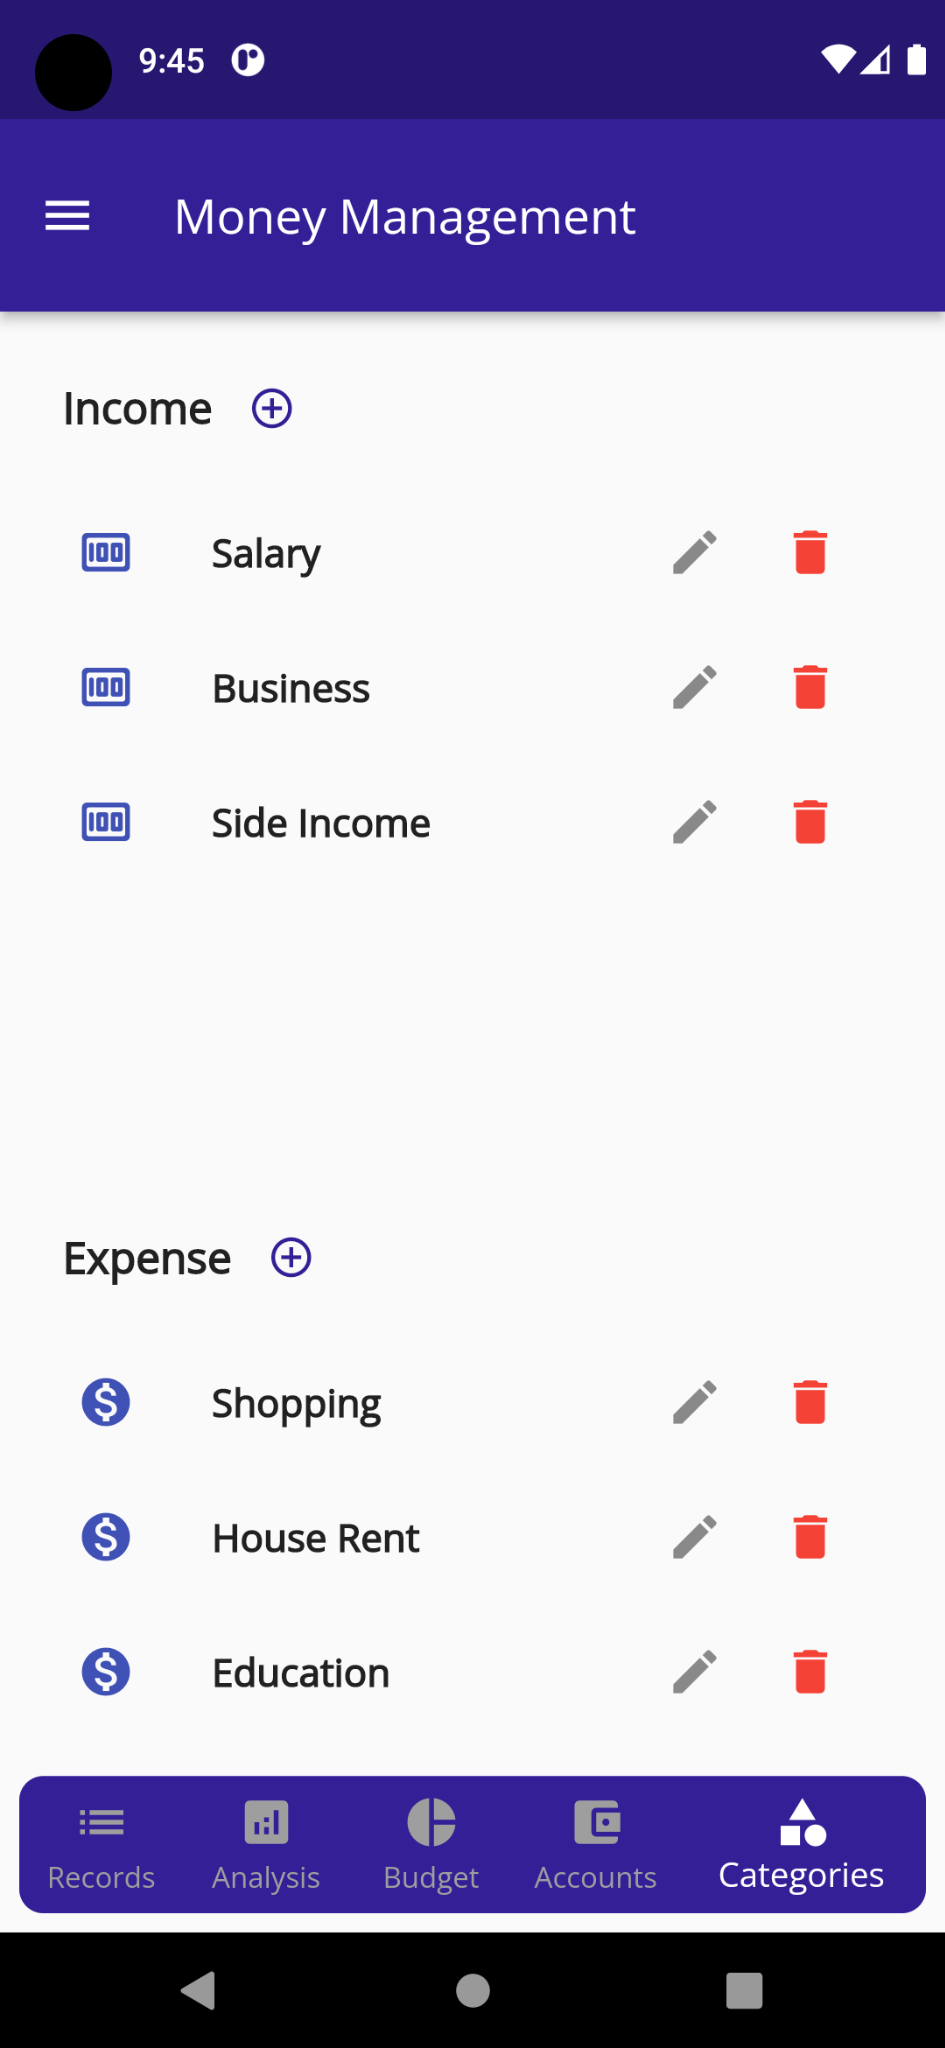 9:45
Money Management
Income
Salary
Business
Side Income
Expense
Shopping
House Rent
Education
Records
Analysis
Budget
Accounts
Categories